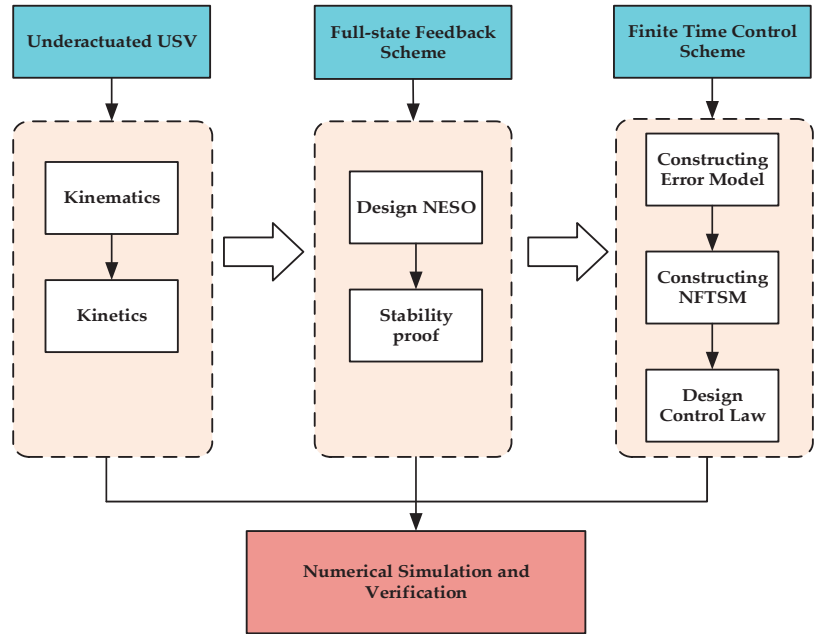 Underactuated USV
Full-state Feedback
Scheme
Finite Time Control
Scheme
Kinematics
Kinetics
Design NESO
Stability
proof
Constructing
Error Model
Constructing
NFTSM
Design
Control Law
Numerical Simulation and
Verification